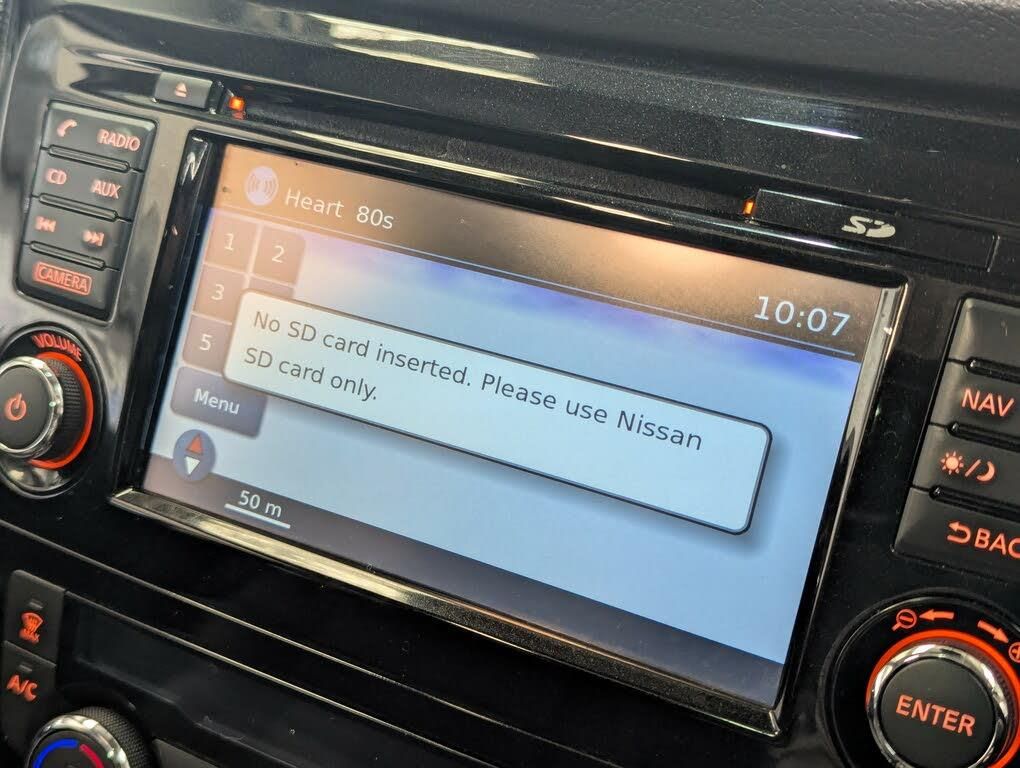 RADIO
CD AUX
CAMERA
VOLUME
Heart 80s
10:07
1 2
3
5
Menu
No SD card inserted. Please use Nissan
SD card only.
50 m
SD
NAV
BAC
MAX
A/C
ENTER